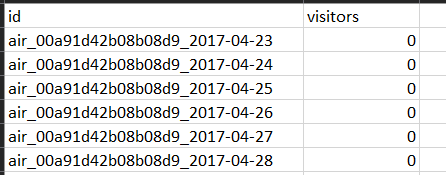 id visitors
air_00a91d42b08b08d9_2017-04-23 0
air_00a91d42b08b08d9_2017-04-24 0
air_00a91d42b08b08d9_2017-04-25 0
air_00a91d42b08b08d9_2017-04-26 0
air_00a91d42b08b08d9_2017-04-27 0
air_00a91d42b08b08d9_2017-04-28 0